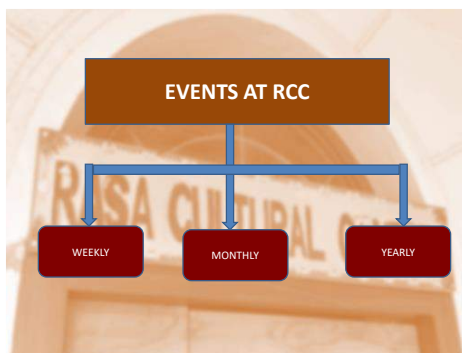 EVENTS AT RCC
RASA CULTURAL
WEEKLY
MONTHLY
YEARLY